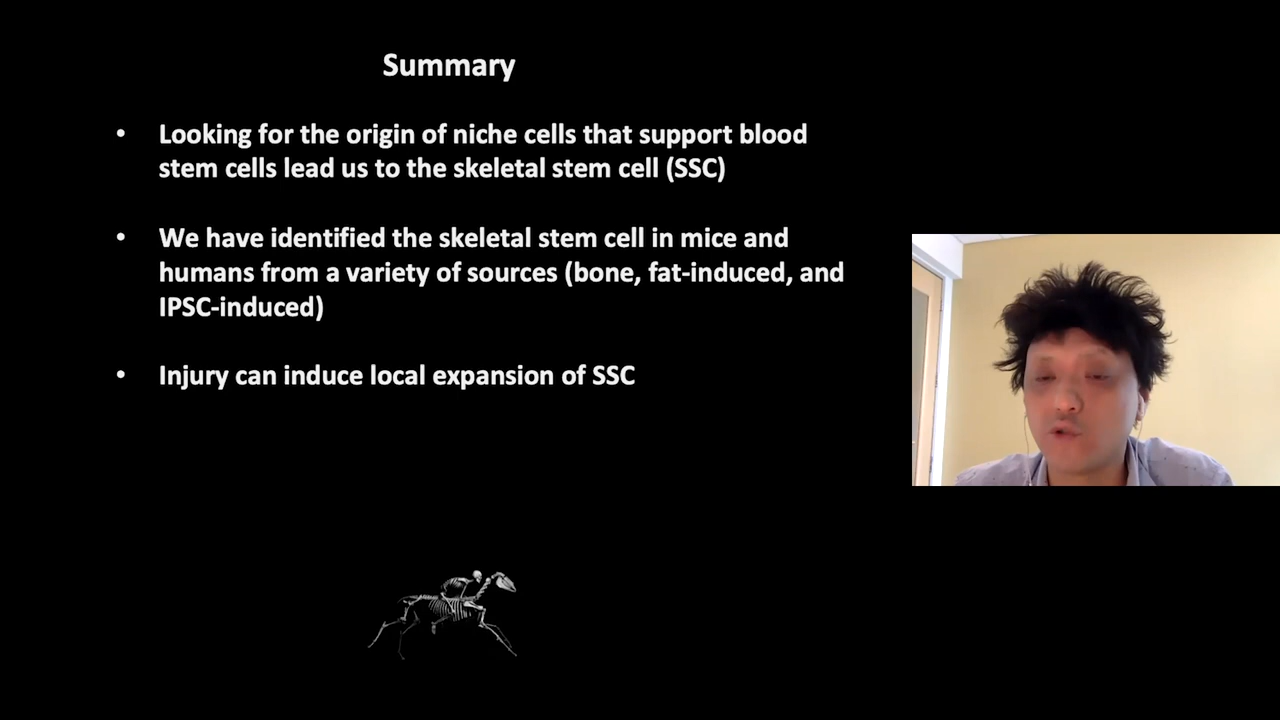 Summary
• Looking for the origin of niche cells that support blood
stem cells lead us to the skeletal stem cell (SSC)
• We have identified the skeletal stem cell in mice and
humans from a variety of sources (bone, fat-induced, and
IPSC-induced)
• Injury can induce local expansion of SSC